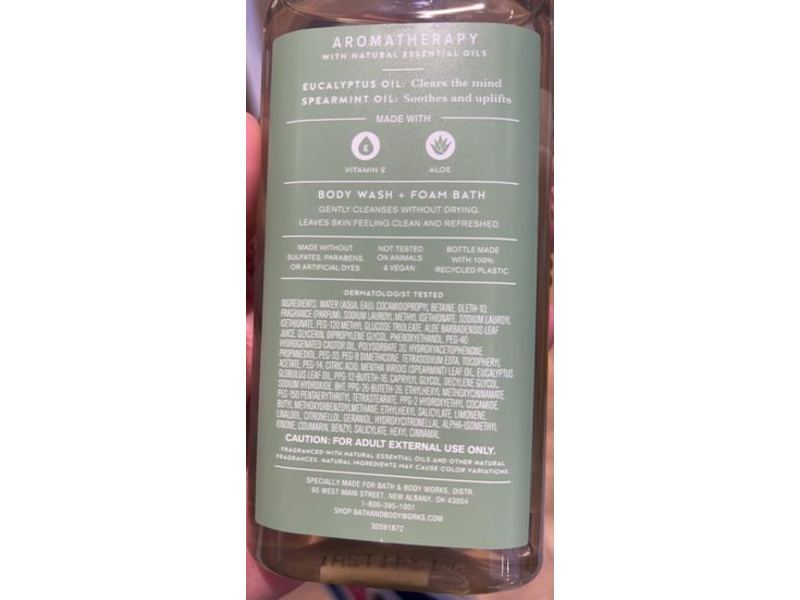 AROMATHERAPY
WITH NATURAL ESSENTIAL OILS
EUCALYPTUS OIL: Clears the mind
SPEARMINT OIL: Soothes and uplifts
MADE WITH
E
VITAMIN E ALOE
BODY WASH + FOAM BATH
GENTLY CLEANSES WITHOUT DRYING.
LEAVES SKIN FEELING CLEAN AND REFRESHED.
MADE WITHOUT NOT TESTED BOTTLE MADE
SULFATES, PARABENS, ON ANIMALS WITH 100%
OR ARTIFICIAL DYES & VEGAN RECYCLED PLASTIC
DERMATOLOGIST TESTED
INGREDIENTS: WATER (AQUA, EAU), COCAMIDOPROPYL BETAINE, OLETH-10,
FRAGRANCE (PARFUM), SODIUM LAUROYL METHYL ISETHIONATE, SODIUM LAUROYL
ISETHIONATE, PEG-120 METHYL GLUCOSE TRIOLEATE, ALOE BARBADENSIS LEAF
JUICE, GLYCERIN, DIPROPYLENE GLYCOL, PHENOXYETHANOL, PEG-40
HYDROGENATED CASTOR OIL, POLYSORBATE 20, HYDROXYACETOPHENONE,
PROPANEDIOL, PEG-33, PEG-8 DIMETHICONE, TETRASODIUM EDTA, TOCOPHERYL
ACETATE, PEG-14, CITRIC ACID, MENTHA VIRIDIS (SPEARMINT) LEAF OIL, EUCALYPTUS
GLOBULUS LEAF OIL, PPG-12-BUTETH-16, CAPRYLYL GLYCOL, DECYLENE GLYCOL,
SODIUM HYDROXIDE, BHT, PPG-26-BUTETH-26, ETHYLHEXYL METHOXYCINNAMATE,
PEG-150 PENTAERYTHRITYL TETRASTEARATE, PPG-2 HYDROXYETHYL COCAMIDE,
BUTYL METHOXYDIBENZOYLMETHANE, ETHYLHEXYL SALICYLATE, LIMONENE,
LINALOOL, CITRONELLOL, GERANIOL, HYDROXYCITRONELLAL, ALPHA-ISOMETHYL
IONONE, COUMARIN, BENZYL SALICYLATE, HEXYL CINNAMAL.
CAUTION: FOR ADULT EXTERNAL USE ONLY.
FRAGRANCED WITH NATURAL ESSENTIAL OILS AND OTHER NATURAL
FRAGRANCES. NATURAL INGREDIENTS MAY CAUSE COLOR VARIATIONS.
SPECIALLY MADE FOR BATH & BODY WORKS, DISTR.
95 WEST MAIN STREET, NEW ALBANY, OH 43054
1-800-395-1001
SHOP BATHANDBODYWORKS.COM
30591872